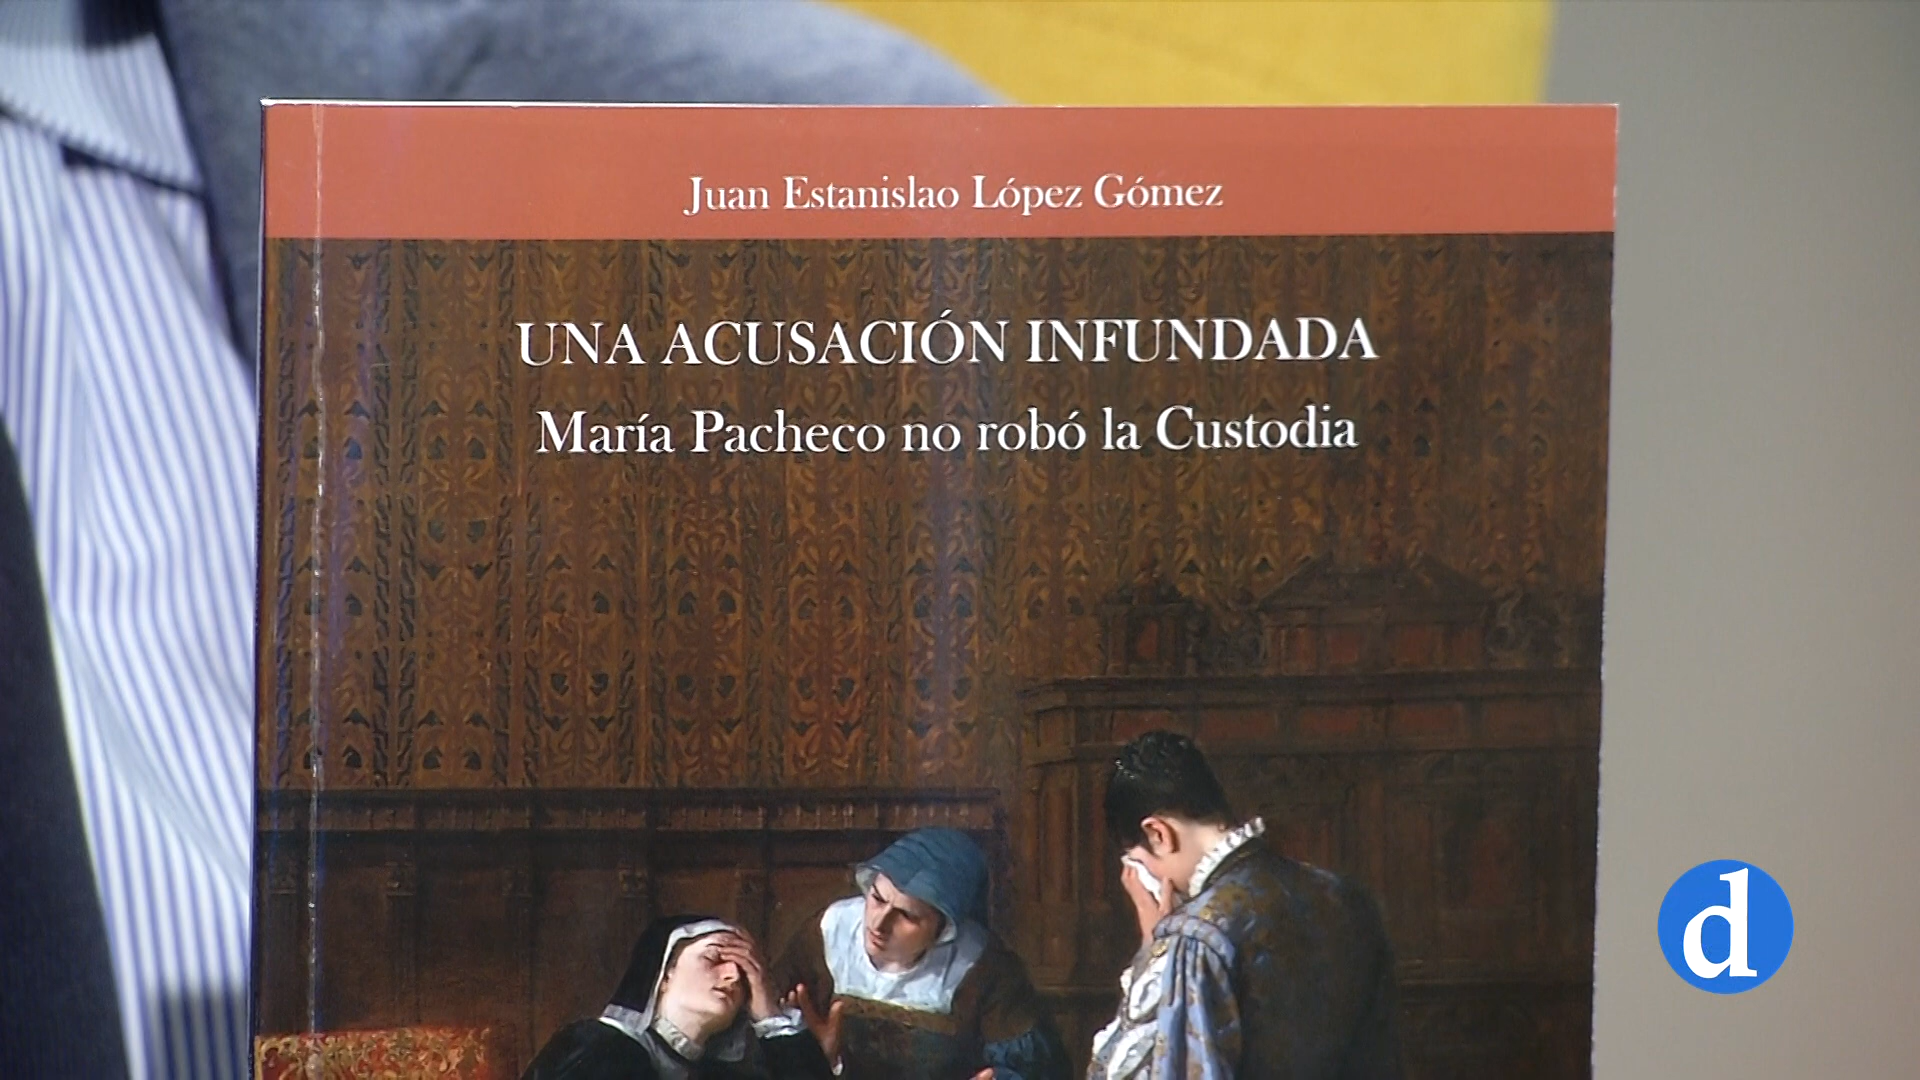 Juan Estanislao López Gómez
UNA ACUSACIÓN INFUNDADA
María Pacheco no robó la Custodia
d